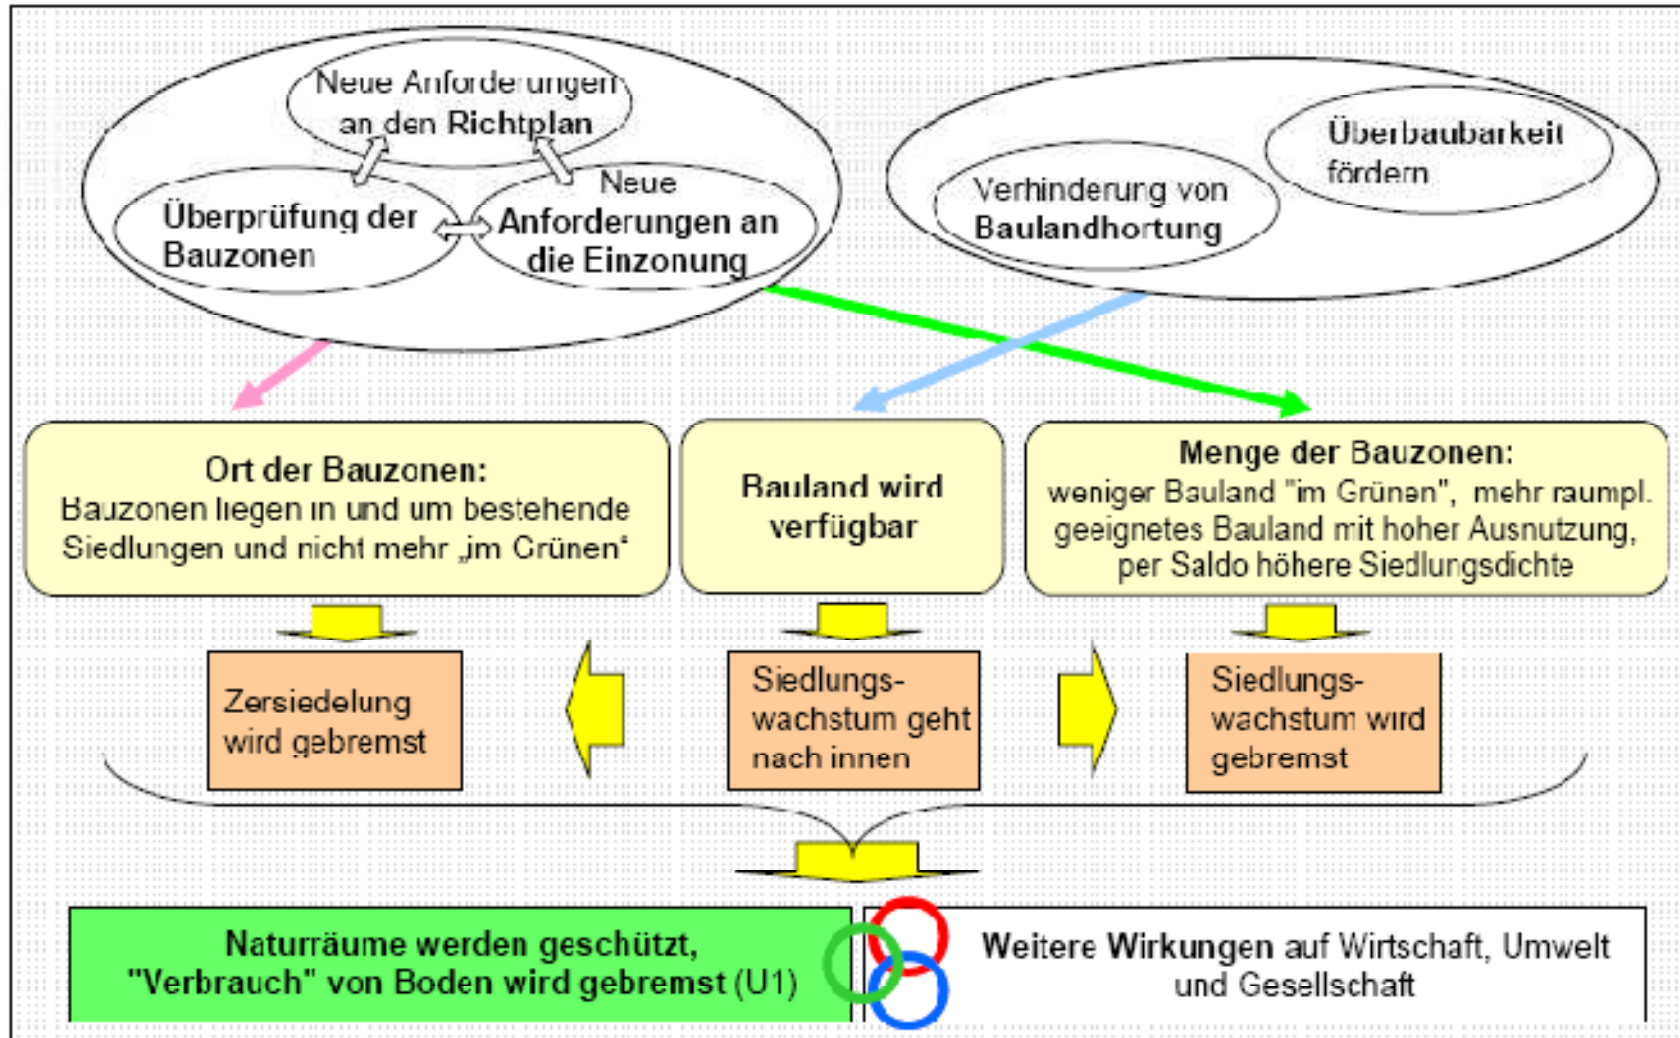 Neue Anforderungen
an den Richtplan
Überprüfung der
Bauzonen
Neue
Anforderungen an
die Einzonung
Verhinderung von
Baulandhortung
Überbaubarkeit
fördern
Ort der Bauzonen:
Bauzonen liegen in und um bestehende
Siedlungen und nicht mehr „im Grünen“
Bauland wird
verfügbar
Menge der Bauzonen:
weniger Bauland "im Grünen", mehr raumpl.
geeignetes Bauland mit hoher Ausnutzung,
per Saldo höhere Siedlungsdichte
Zersiedelung
wird gebremst
Siedlungs-
wachstum geht
nach innen
Siedlungs-
wachstum wird
gebremst
Naturräume werden geschützt,
"Verbrauch" von Boden wird gebremst (U1)
Weitere Wirkungen auf Wirtschaft, Umwelt
und Gesellschaft